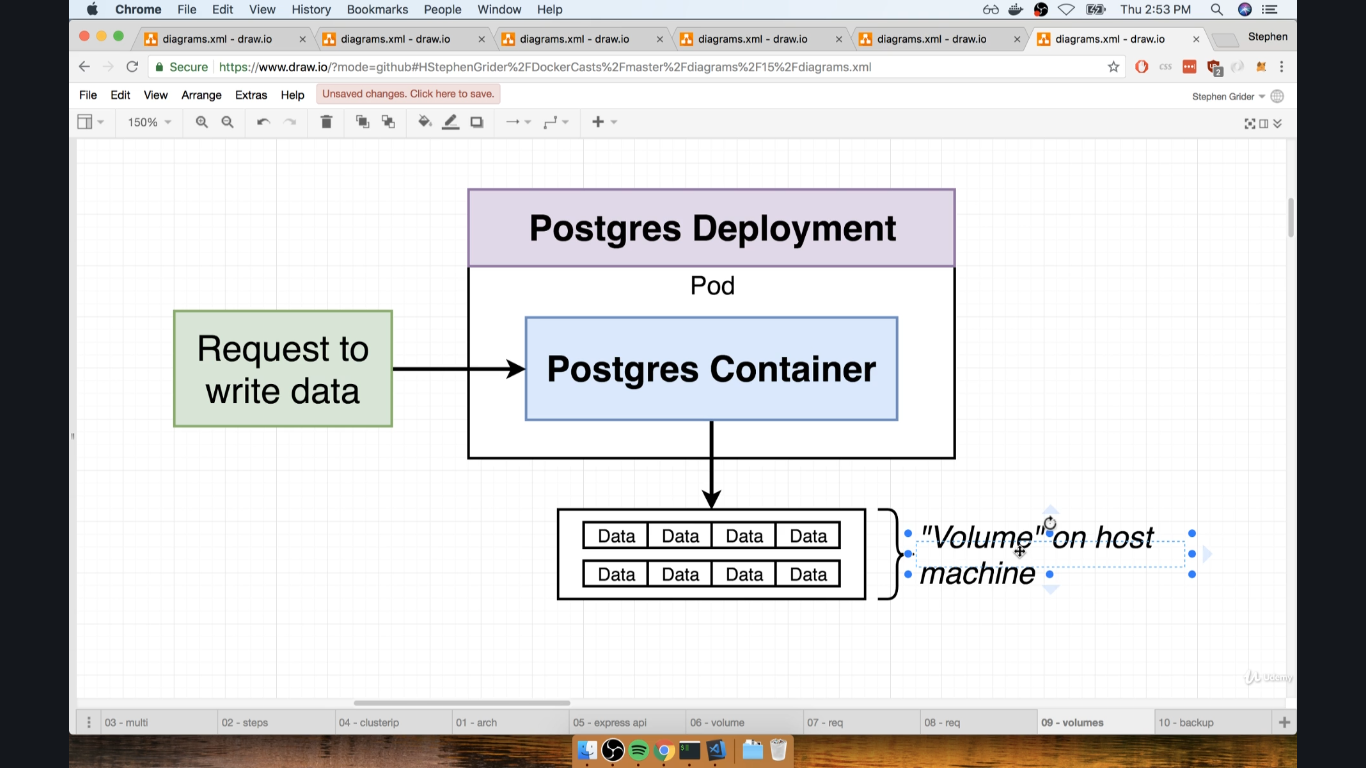 Chrome File Edit View History Bookmarks People Window Help Thu 2:53 PM
diagrams.xml - draw.io diagrams.xml - draw.io diagrams.xml - draw.io diagrams.xml - draw.io diagrams.xml - draw.io diagrams.xml - draw.io Stephen
Secure https://www.draw.io/?mode=github#HStephenGrider%2FDockerCasts%2Fmaster%2Fdiagrams%2F15%2Fdiagrams.xml CSS 2
File Edit View Arrange Extras Help Unsaved changes. Click here to save. Stephen Grider
150%
Postgres Deployment
Pod
Request to
write data
Postgres Container
Data Data Data Data
Data Data Data Data
"Volume" on host
machine
Udemy
03 - multi 02 - steps 04 - clusterip 01 - arch 05 - express api 06 - volume 07 - req 08 - req 09 - volumes 10 - backup